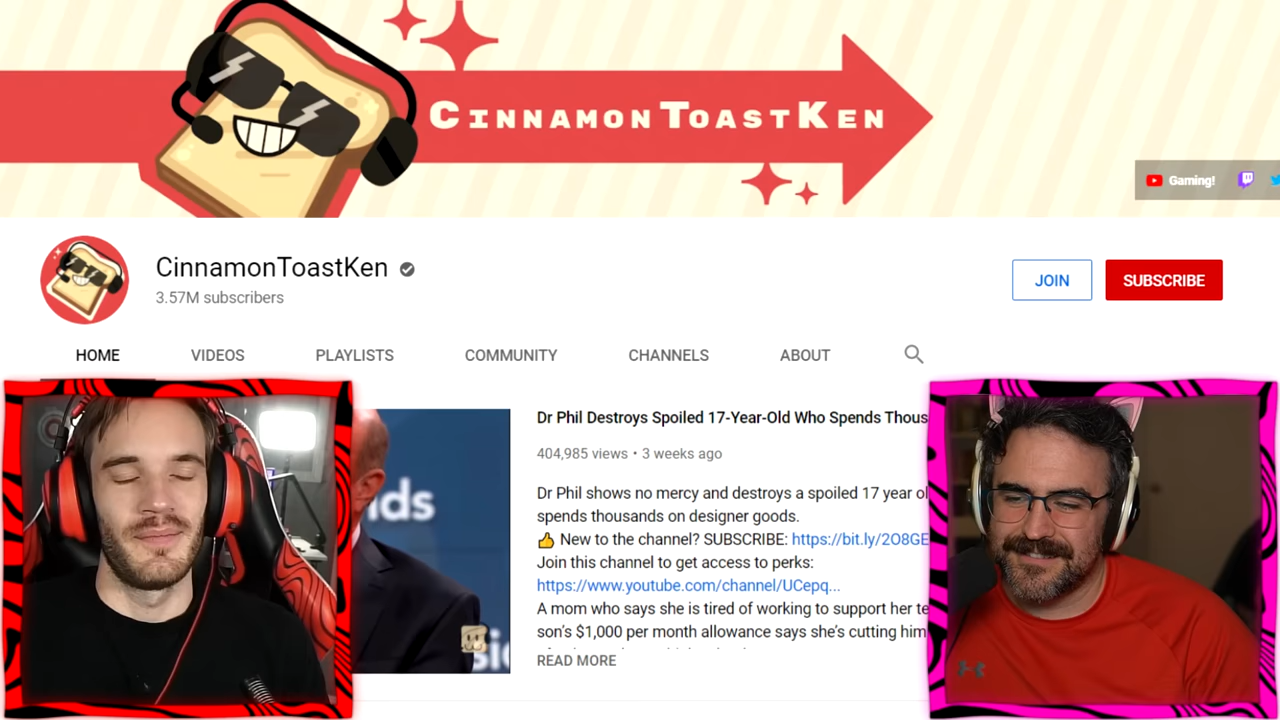 CINNAMONTOASTKEN
Gaming!
CinnamonToastKen
3.57M subscribers
JOIN
SUBSCRIBE
HOME
VIDEOS
PLAYLISTS
COMMUNITY
CHANNELS
ABOUT
Dr Phil Destroys Spoiled 17-Year-Old Who Spends Thous
404,985 views • 3 weeks ago
Dr Phil shows no mercy and destroys a spoiled 17 year ol
spends thousands on designer goods.
👍 New to the channel? SUBSCRIBE: https://bit.ly/2O8GE
Join this channel to get access to perks:
https://www.youtube.com/channel/UCepq...
A mom who says she is tired of working to support her te
son's $1,000 per month allowance says she's cutting him
READ MORE